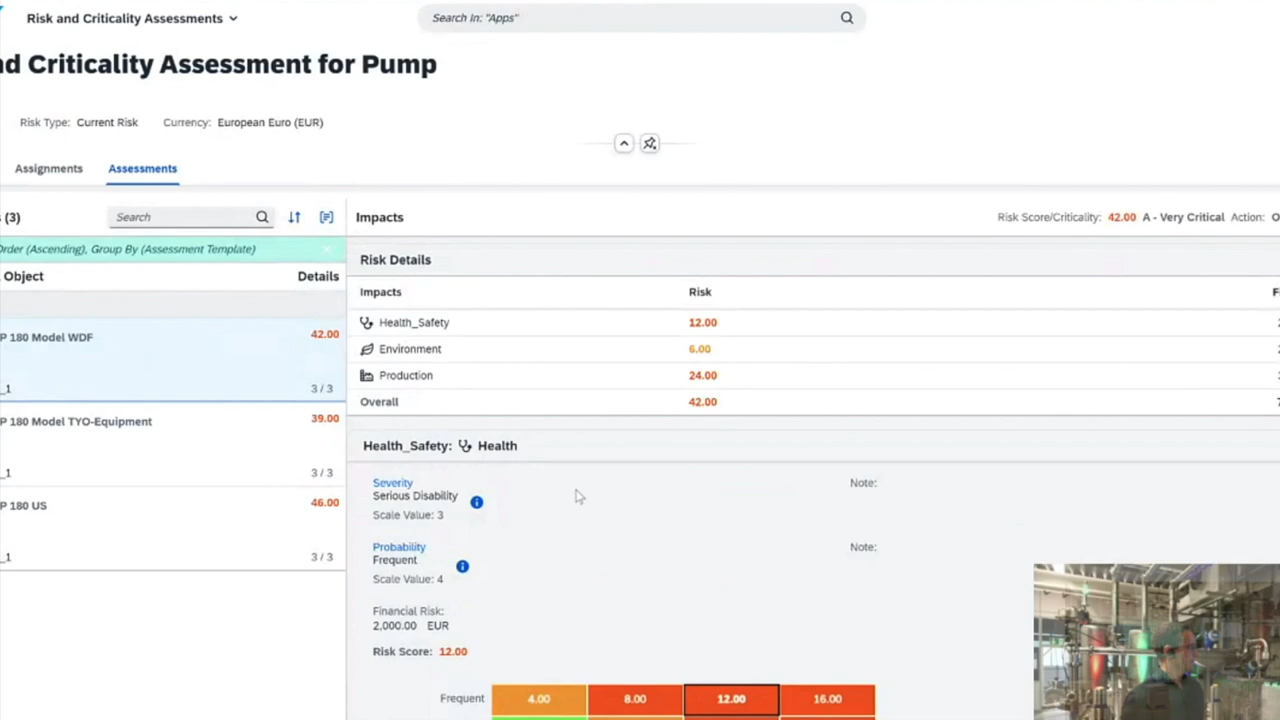 Risk and Criticality Assessments
Search In: "Apps"
d Criticality Assessment for Pump
Risk Type: Current Risk Currency: European Euro (EUR)
Assignments Assessments
(3) Search
Impacts Risk Score/Criticality: 42.00 A - Very Critical Action:
Order (Ascending), Group By (Assessment Template)
Object Details
P 180 Model WDF 42.00
_1 3 / 3
P 180 Model TYO-Equipment 39.00
_1 3 / 3
P 180 US 46.00
_1 3 / 3
Risk Details
Impacts Risk
Health_Safety 12.00
Environment 6.00
Production 24.00
Overall 42.00
Health_Safety: Health
Severity Note:
Serious Disability
Scale Value: 3
Probability Note:
Frequent
Scale Value: 4
Financial Risk:
2,000.00 EUR
Risk Score: 12.00
Frequent 4.00 8.00 12.00 16.00